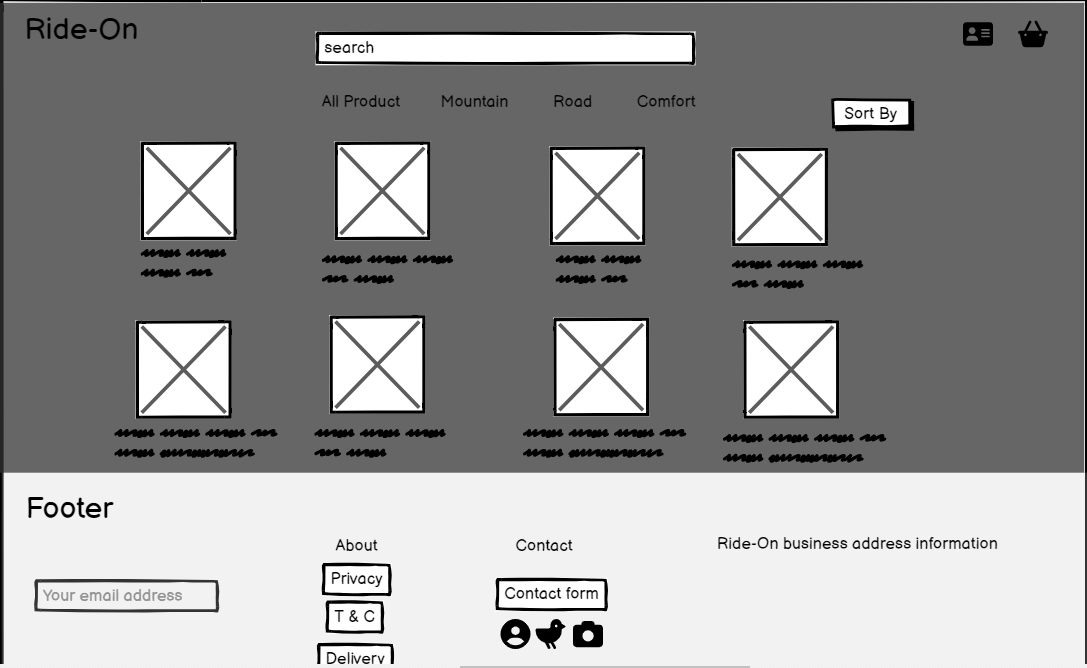 Ride-On
search
All Product Mountain Road Comfort
Sort By
Footer
About
Contact
Ride-On business address information
Your email address
Privacy
T & C
Delivery
Contact form